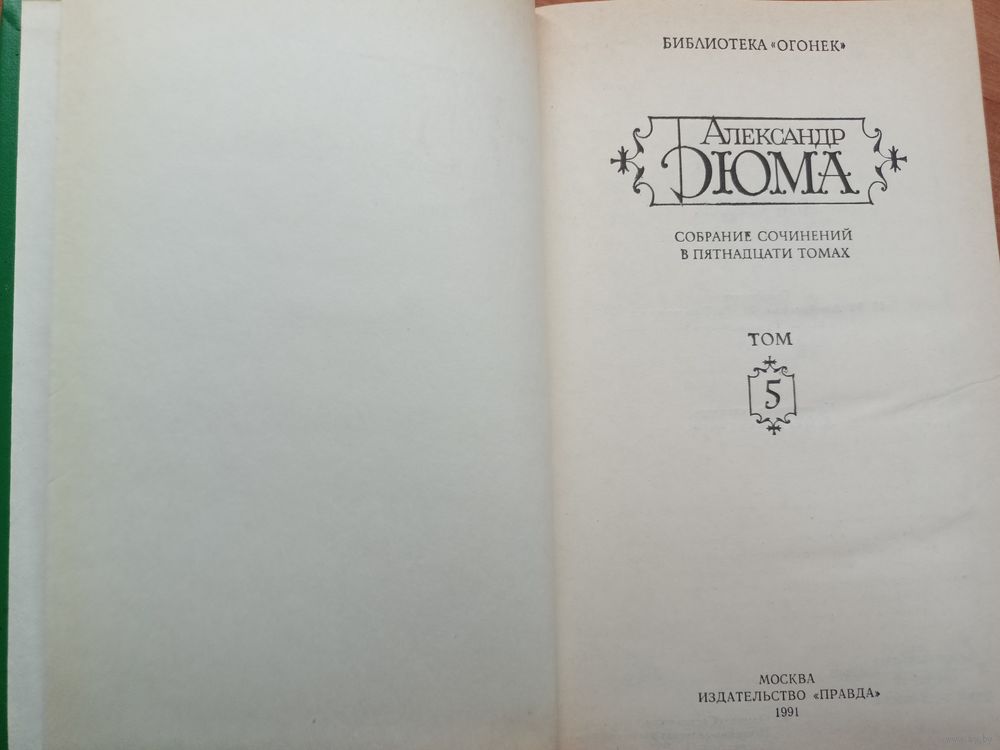 БИБЛИОТЕКА «ОГОНЕК»
АЛЕКСАНДР
ДЮМА
СОБРАНИЕ СОЧИНЕНИЙ
В ПЯТНАДЦАТИ ТОМАХ
ТОМ
5
МОСКВА
ИЗДАТЕЛЬСТВО «ПРАВДА»
1991